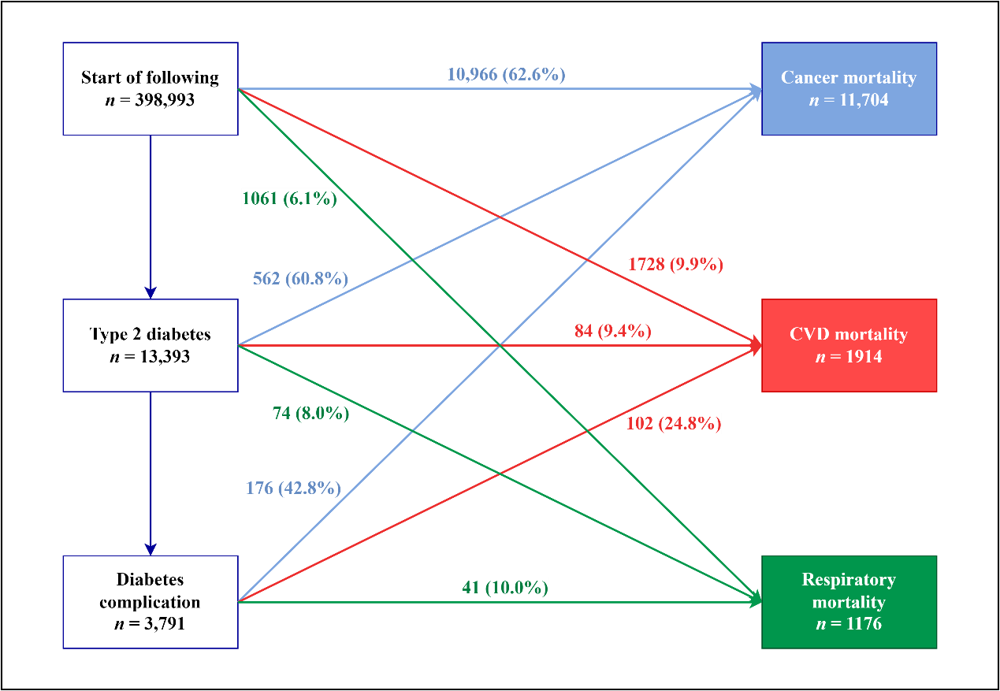 Start of following
n = 398,993
10,966 (62.6%)
Cancer mortality
n = 11,704
1061 (6.1%)
1728 (9.9%)
562 (60.8%)
Type 2 diabetes
n = 13,393
84 (9.4%)
CVD mortality
n = 1914
74 (8.0%)
102 (24.8%)
176 (42.8%)
Diabetes
complication
n = 3,791
41 (10.0%)
Respiratory
mortality
n = 1176